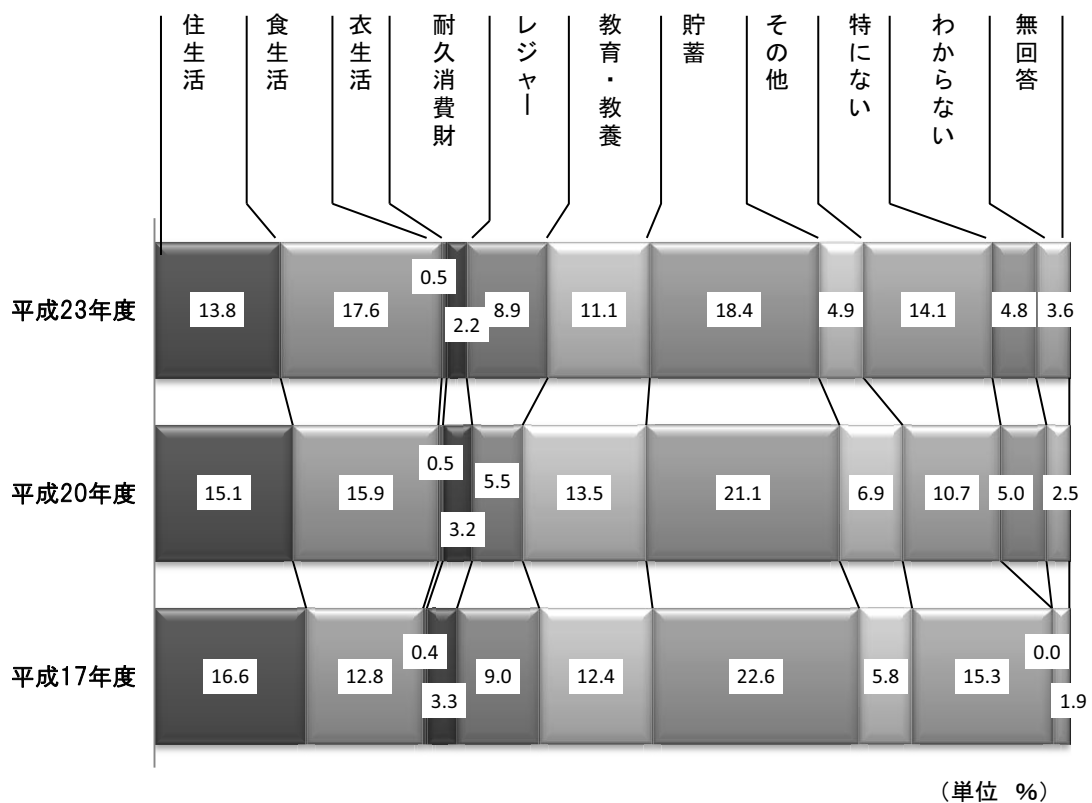 住生活
食生活
衣生活
耐久消費財
レジャー
教育・教養
貯蓄
その他
特にない
わからない
無回答
平成23年度
13.8
17.6
0.5
2.2
8.9
11.1
18.4
4.9
14.1
4.8
3.6
平成20年度
15.1
15.9
0.5
3.2
5.5
13.5
21.1
6.9
10.7
5.0
2.5
平成17年度
16.6
12.8
0.4
3.3
9.0
12.4
22.6
5.8
15.3
0.0
1.9
（単位 %）